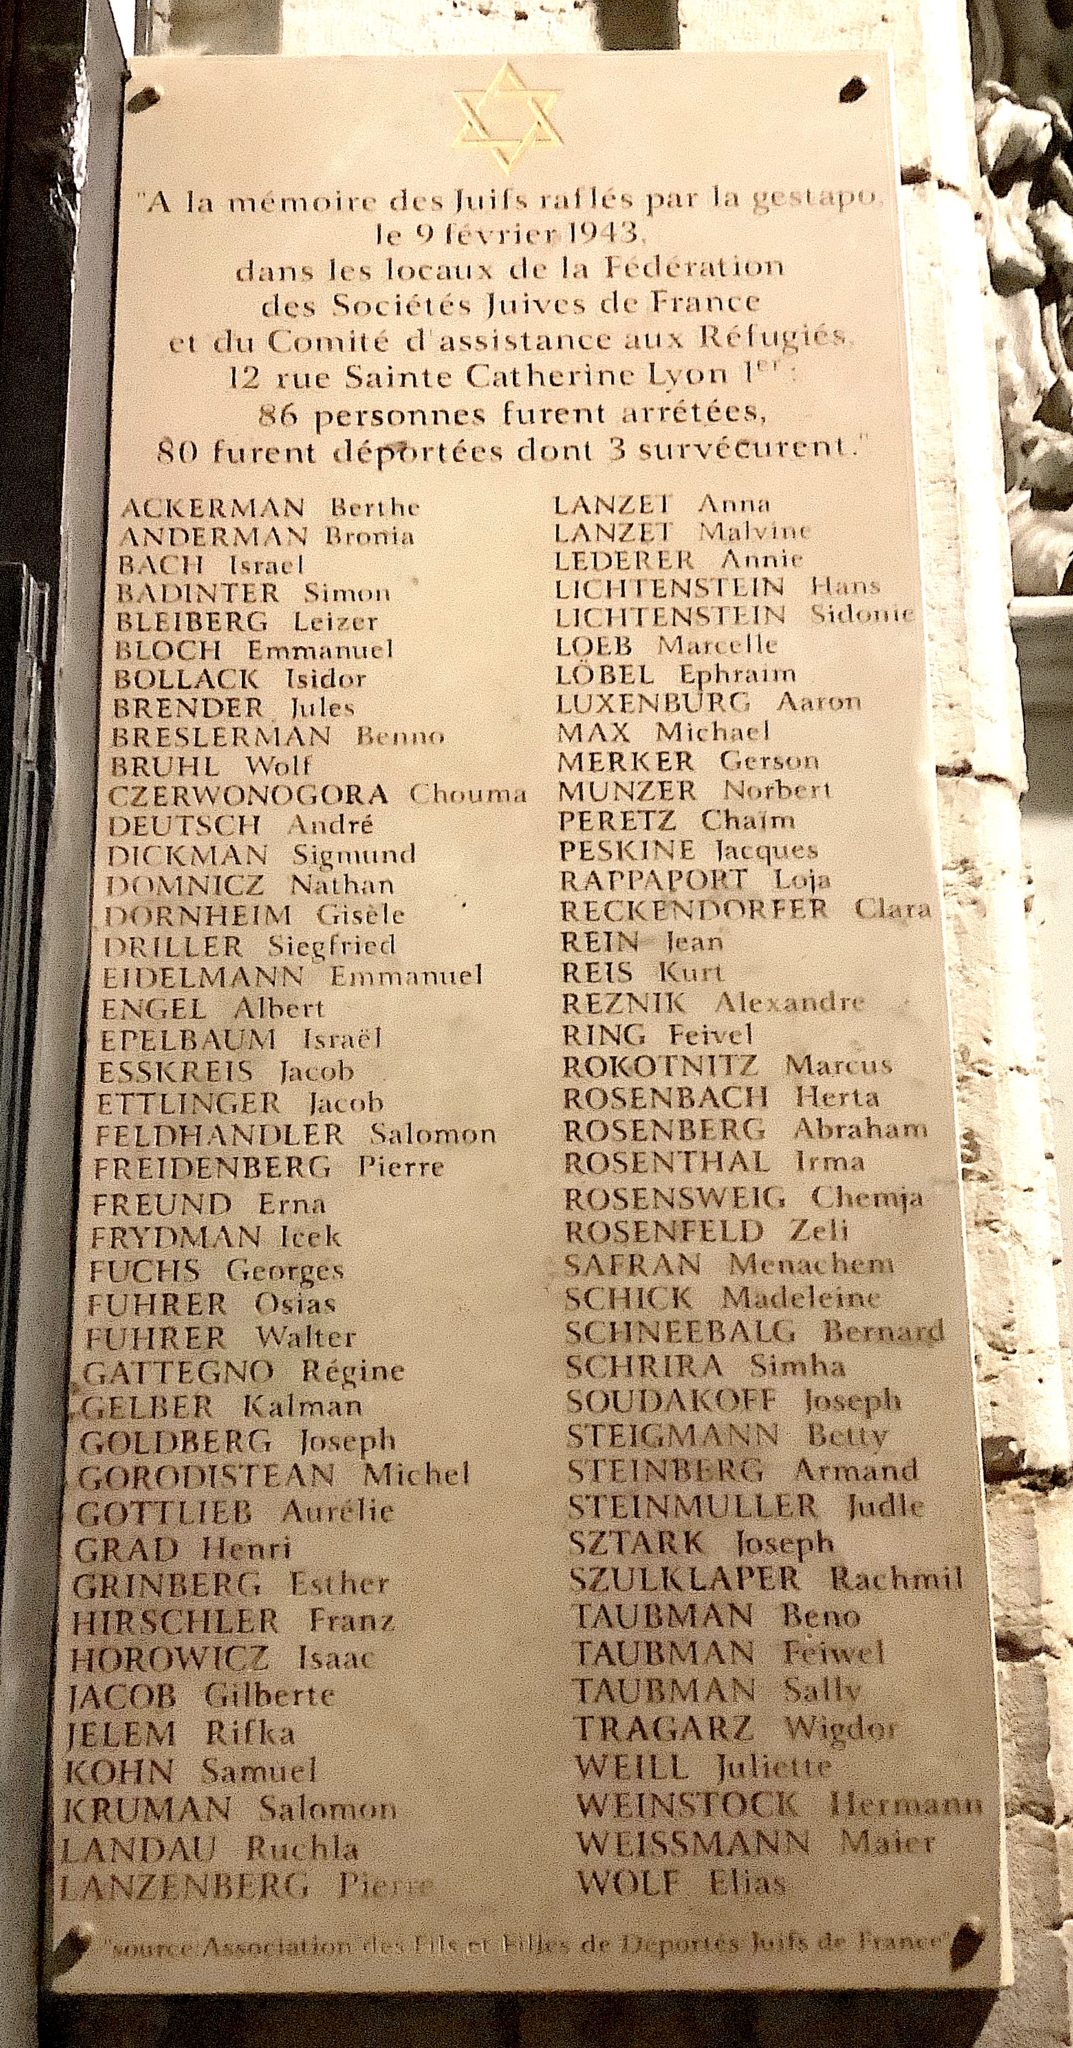 "A la mémoire des Juifs raflés par la gestapo,
le 9 février 1943,
dans les locaux de la Fédération
des Sociétés Juives de France
et du Comité d'assistance aux Réfugiés,
12 rue Sainte Catherine Lyon 1er :
86 personnes furent arrétées,
80 furent déportées dont 3 survécurent."
ACKERMAN Berthe
ANDERMAN Bronia
BACH Israel
BADINTER Simon
BLEIBERG Leizer
BLOCH Emmanuel
BOLLACK Isidor
BRENDER Jules
BRESLERMAN Benno
BRUHL Wolf
CZERWONOGORA Chouma
DEUTSCH André
DICKMAN Sigmund
DOMNICZ Nathan
DORNHEIM Gisèle
DRILLER Siegfried
EIDELMANN Emmanuel
ENGEL Albert
EPELBAUM Israël
ESSKREIS Jacob
ETTLINGER Jacob
FELDHANDLER Salomon
FREIDENBERG Pierre
FREUND Erna
FRYDMAN Icek
FUCHS Georges
FUHRER Osias
FUHRER Walter
GATTEGNO Régine
GELBER Kalman
GOLDBERG Joseph
GORODISTEAN Michel
GOTTLIEB Aurélie
GRAD Henri
GRINBERG Esther
HIRSCHLER Franz
HOROWICZ Isaac
JACOB Gilberte
JELEM Rifka
KOHN Samuel
KRUMAN Salomon
LANDAU Ruchla
LANZENBERG Pierre
LANZET Anna
LANZET Malvine
LEDERER Annie
LICHTENSTEIN Hans
LICHTENSTEIN Sidonie
LOEB Marcelle
LÖBEL Ephraim
LUXENBURG Aaron
MAX Michael
MERKER Gerson
MUNZER Norbert
PERETZ Chaïm
PESKINE Jacques
RAPPAPORT Loja
RECKENDORFER Clara
REIN Jean
REIS Kurt
REZNIK Alexandre
RING Feivel
ROKOTNITZ Marcus
ROSENBACH Herta
ROSENBERG Abraham
ROSENTHAL Irma
ROSENSWEIG Chemja
ROSENFELD Zeli
SAFRAN Menachem
SCHICK Madeleine
SCHNEEBALG Bernard
SCHRIRA Simha
SOUDAKOFF Joseph
STEIGMANN Betty
STEINBERG Armand
STEINMULLER Judle
SZTARK Joseph
SZULKLAPER Rachmil
TAUBMAN Beno
TAUBMAN Feiwel
TAUBMAN Sally
TRAGARZ Wigdor
WEILL Juliette
WEINSTOCK Hermann
WEISSMANN Maier
WOLF Elias
"source Association des Fils et Filles de Deportés Juifs de France"